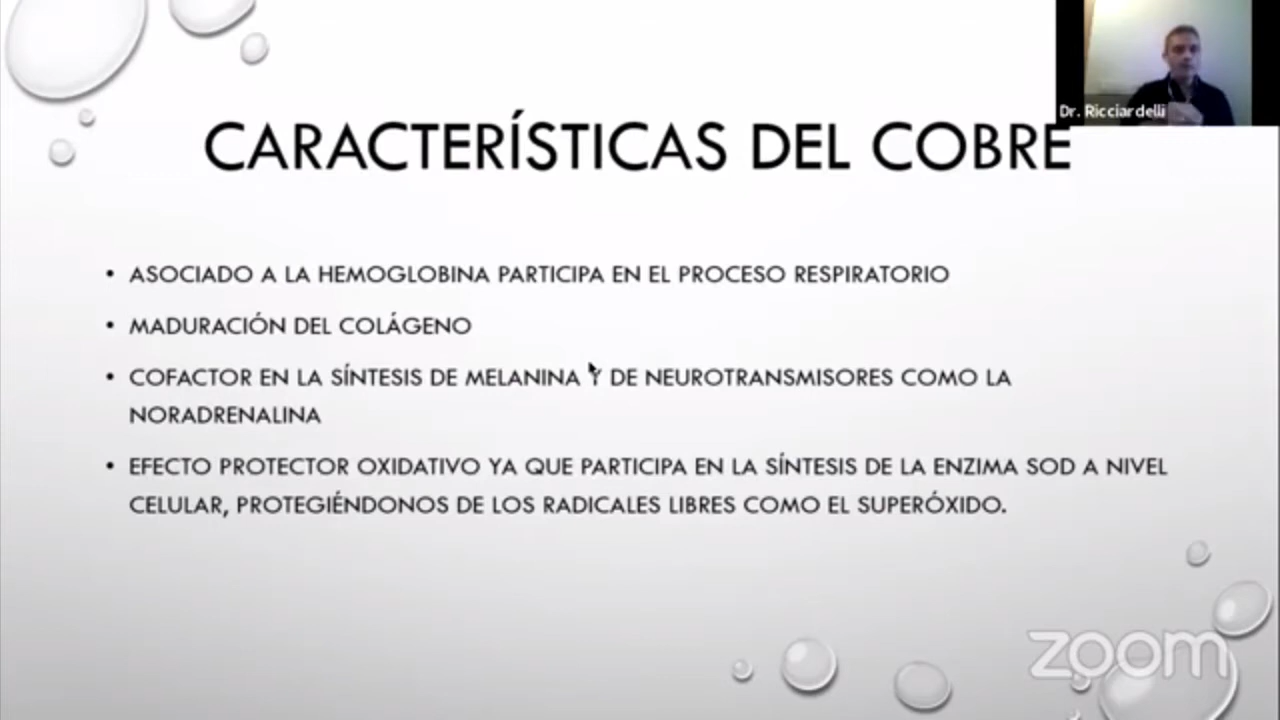 Dr. Ricciardelli
CARACTERÍSTICAS DEL COBRE
• ASOCIADO A LA HEMOGLOBINA PARTICIPA EN EL PROCESO RESPIRATORIO
• MADURACIÓN DEL COLÁGENO
• COFACTOR EN LA SÍNTESIS DE MELANINA Y DE NEUROTRANSMISORES COMO LA
NORADRENALINA
• EFECTO PROTECTOR OXIDATIVO YA QUE PARTICIPA EN LA SÍNTESIS DE LA ENZIMA SOD A NIVEL
CELULAR, PROTEGIÉNDONOS DE LOS RADICALES LIBRES COMO EL SUPERÓXIDO.
zoom